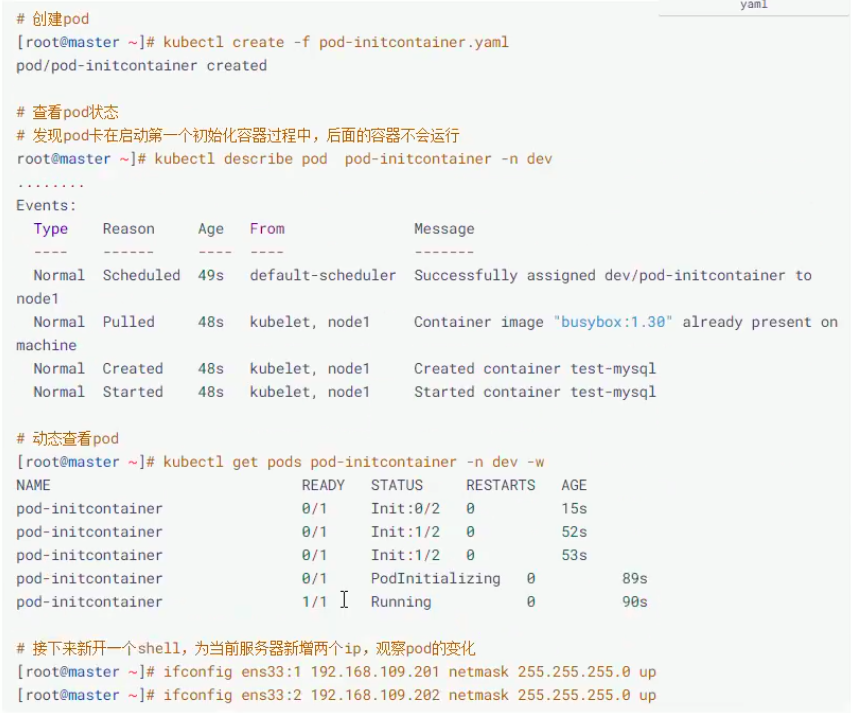 yaml
# 创建pod
[root@master ~]# kubectl create -f pod-initcontainer.yaml
pod/pod-initcontainer created
# 查看pod状态
# 发现pod卡在启动第一个初始化容器过程中，后面的容器不会运行
root@master ~]# kubectl describe pod  pod-initcontainer -n dev
........
Events:
  Type    Reason     Age   From               Message
  ----    ------     ----  ----               -------
  Normal  Scheduled  49s   default-scheduler  Successfully assigned dev/pod-initcontainer to
node1
  Normal  Pulled     48s   kubelet, node1     Container image "busybox:1.30" already present on
machine
  Normal  Created    48s   kubelet, node1     Created container test-mysql
  Normal  Started    48s   kubelet, node1     Started container test-mysql
# 动态查看pod
[root@master ~]# kubectl get pods pod-initcontainer -n dev -w
NAME                             READY   STATUS     RESTARTS   AGE
pod-initcontainer                0/1     Init:0/2   0          15s
pod-initcontainer                0/1     Init:1/2   0          52s
pod-initcontainer                0/1     Init:1/2   0          53s
pod-initcontainer                0/1     PodInitializing   0          89s
pod-initcontainer                1/1     Running           0          90s
# 接下来新开一个shell，为当前服务器新增两个ip，观察pod的变化
[root@master ~]# ifconfig ens33:1 192.168.109.201 netmask 255.255.255.0 up
[root@master ~]# ifconfig ens33:2 192.168.109.202 netmask 255.255.255.0 up